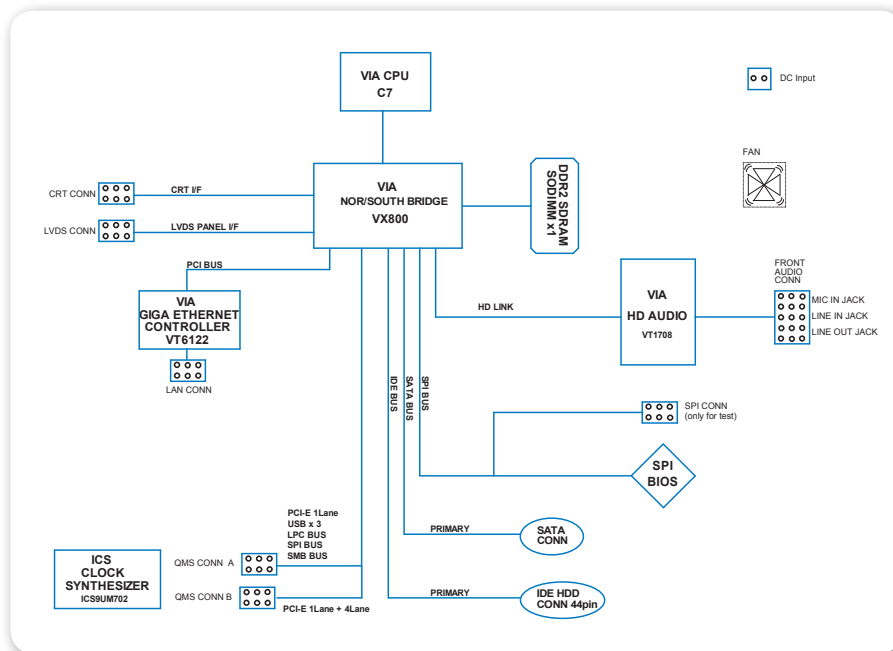 VIA CPU
C7
DC Input
FAN
VIA
NOR/SOUTH BRIDGE
VX800
DDR2 SDRAM
SODIMM x1
CRT CONN
CRT I/F
LVDS CONN
LVDS PANEL I/F
PCI BUS
VIA
GIGA ETHERNET
CONTROLLER
VT6122
LAN CONN
HD LINK
VIA
HD AUDIO
VT1708
FRONT
AUDIO
CONN
MIC IN JACK
LINE IN JACK
LINE OUT JACK
IDE BUS
SATA BUS
SPI BUS
SPI CONN
(only for test)
SPI
BIOS
PRIMARY
SATA
CONN
PRIMARY
IDE HDD
CONN 44pin
PCI-E 1Lane
USB x 3
LPC BUS
SPI BUS
SMB BUS
QMS CONN A
QMS CONN B
PCI-E 1Lane + 4Lane
ICS
CLOCK
SYNTHESIZER
ICS9UM702